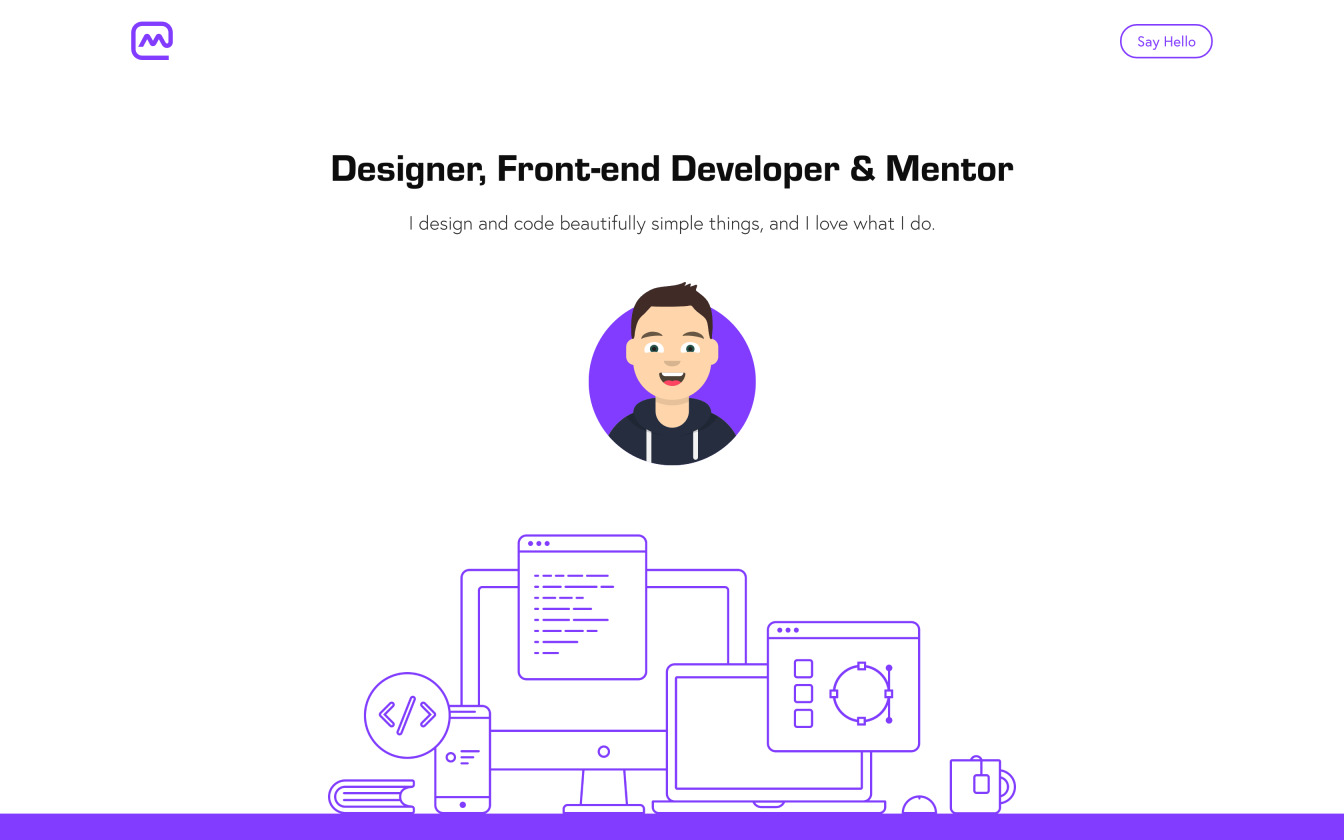 Say Hello
Designer, Front-end Developer & Mentor
I design and code beautifully simple things, and I love what I do.